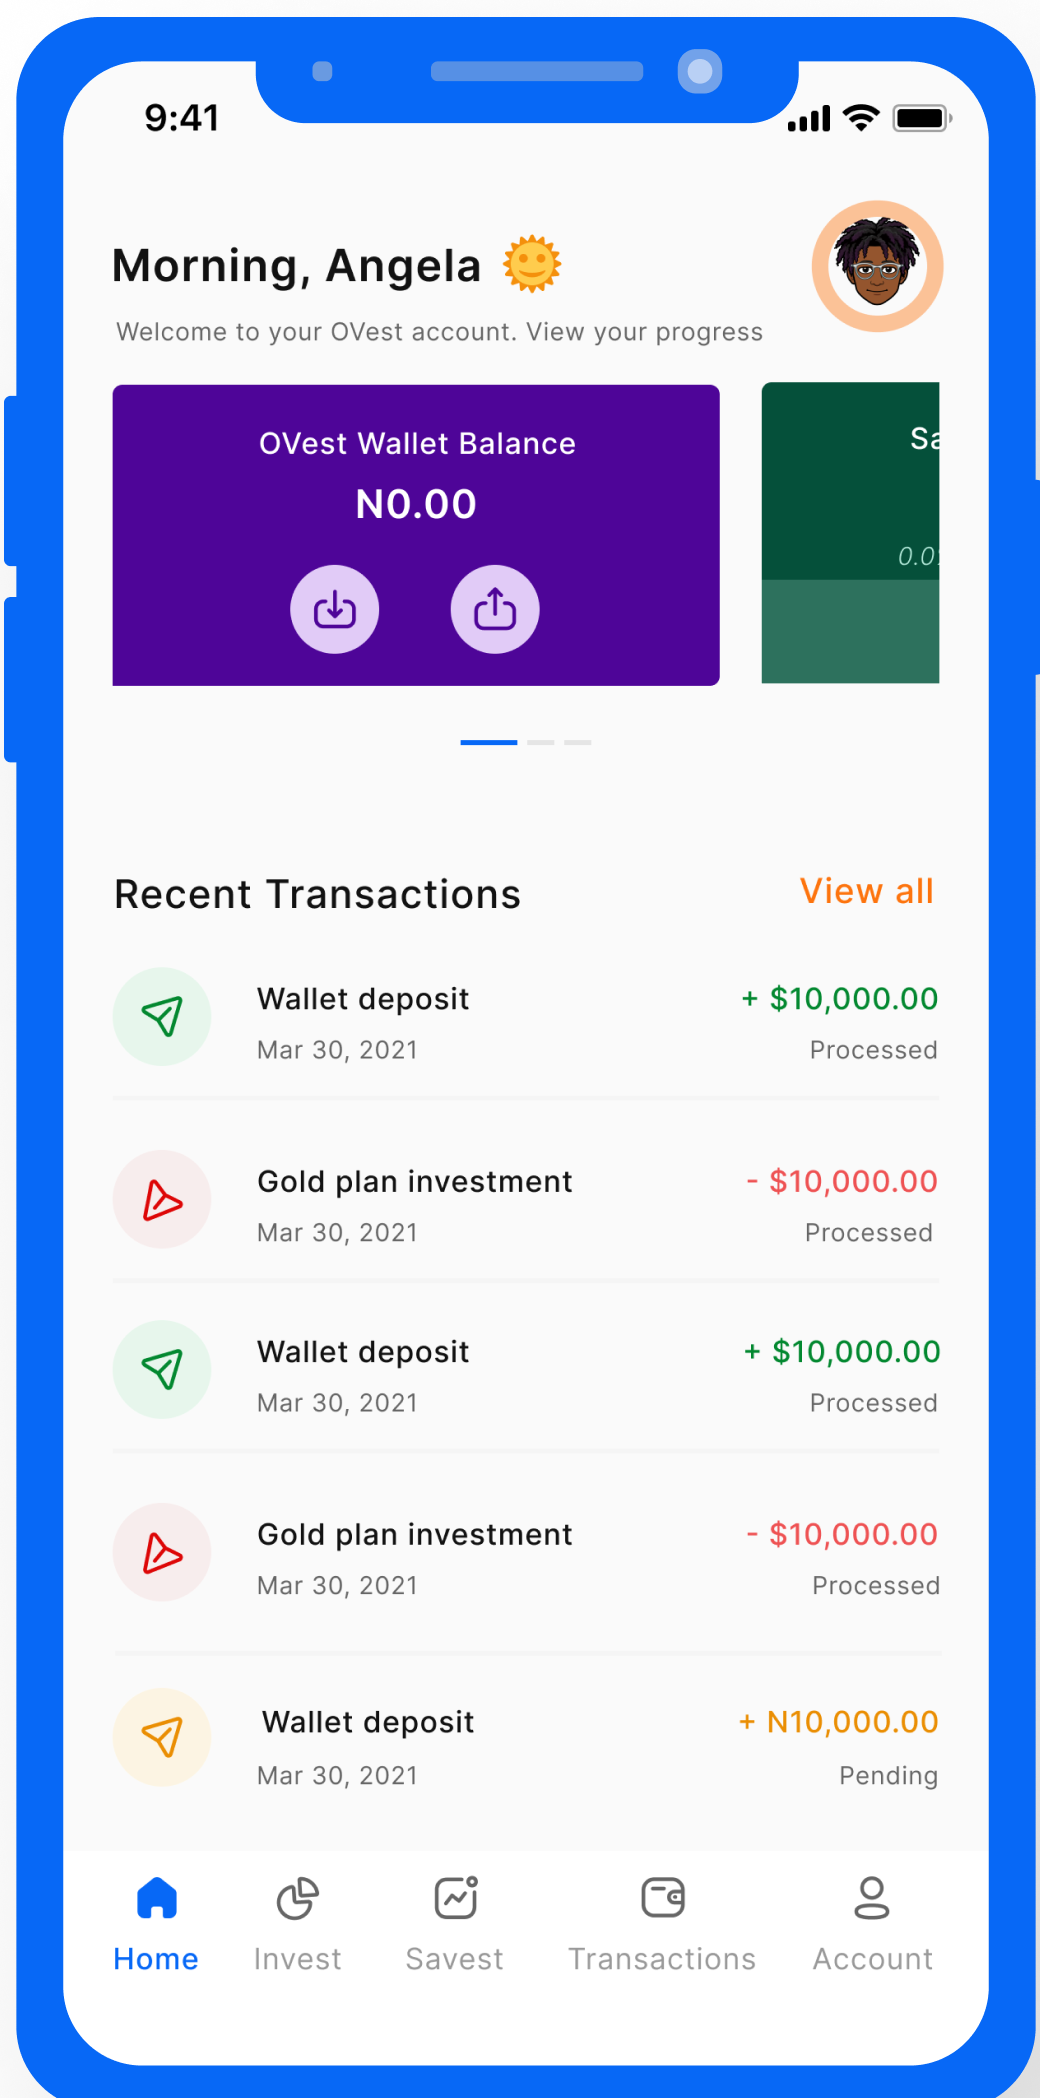 9:41
Morning, Angela
Welcome to your OVest account. View your progress
OVest Wallet Balance
N0.00
Sa
0.0
Recent Transactions
View all
Wallet deposit
+ $10,000.00
Mar 30, 2021
Processed
Gold plan investment
- $10,000.00
Mar 30, 2021
Processed
Wallet deposit
+ $10,000.00
Mar 30, 2021
Processed
Gold plan investment
- $10,000.00
Mar 30, 2021
Processed
Wallet deposit
+ N10,000.00
Mar 30, 2021
Pending
Home
Invest
Savest
Transactions
Account